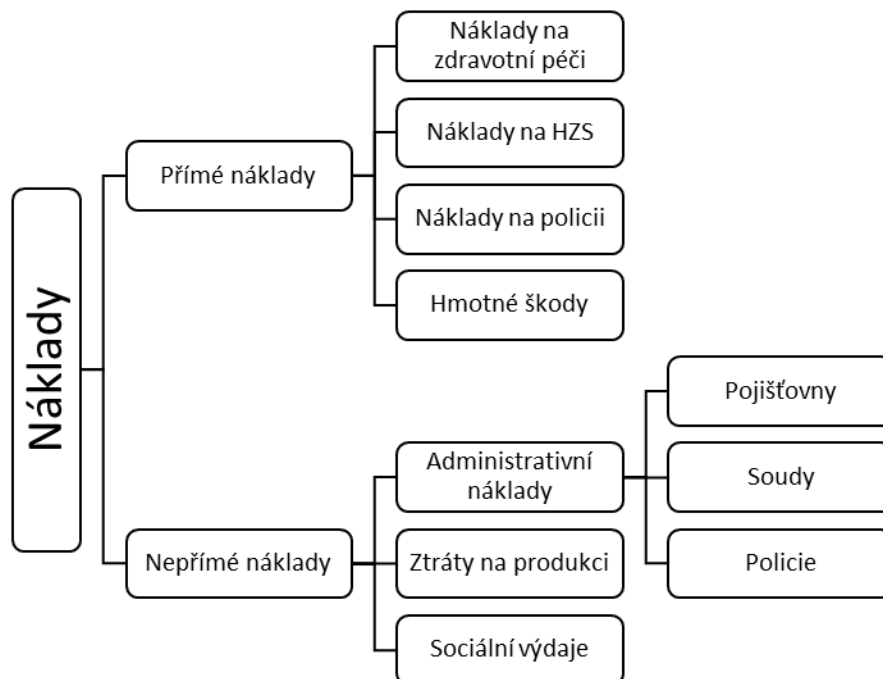 Náklady
Přímé náklady
Náklady na
zdravotní péči
Náklady na HZS
Náklady na policii
Hmotné škody
Nepřímé náklady
Administrativní
náklady
Pojišťovny
Soudy
Policie
Ztráty na produkci
Sociální výdaje